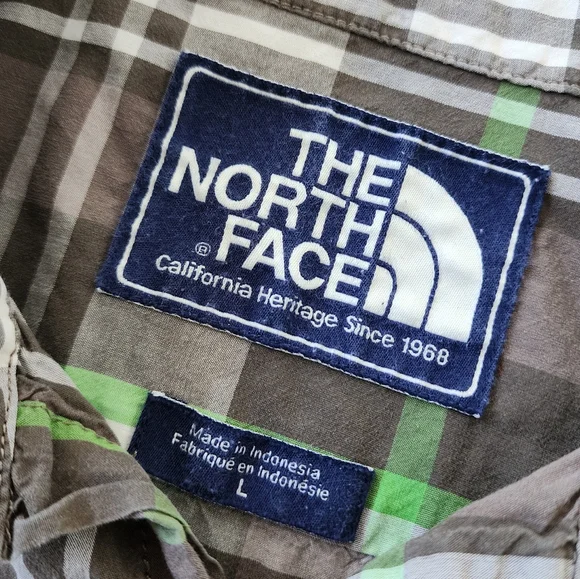 THE
NORTH
FACE
®
California Heritage Since 1968
Made in Indonesia
Fabriqué en Indonésie
L